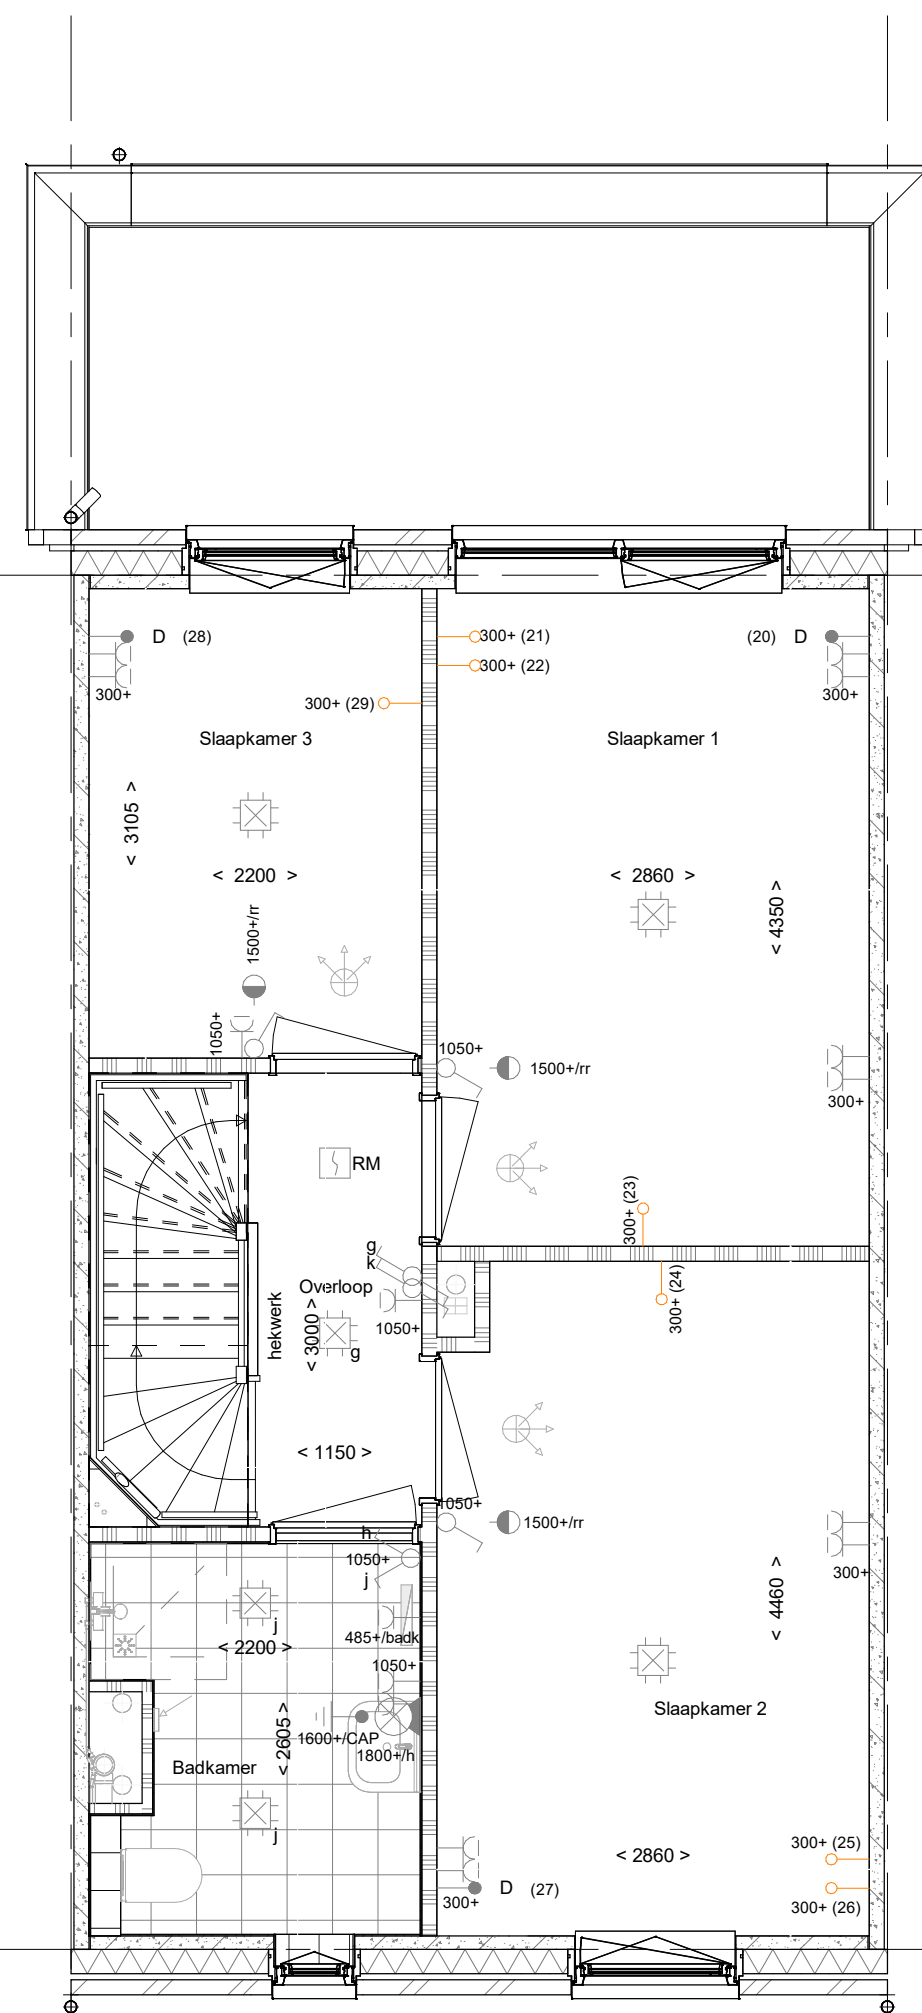 D (28)
300+ (21)
(20) D
300+ (22)
300+
300+
300+ (29)
Slaapkamer 3
Slaapkamer 1
< 3105 >
< 2200 >
< 2860 >
< 4350 >
1500+/rr
1050+
1050+
1500+/rr
300+
RM
300+ (23)
g
k
Overloop
300+ (24)
hekwerk
< 3000 >
1050+
g
< 1150 >
1050+
1500+/rr
h
1050+
j
300+
< 4460 >
j
485+/badk
< 2200 >
1050+
Slaapkamer 2
< 2605 >
1600+/CAP
1800+/h
Badkamer
j
300+ (25)
< 2860 >
D (27)
300+
300+ (26)